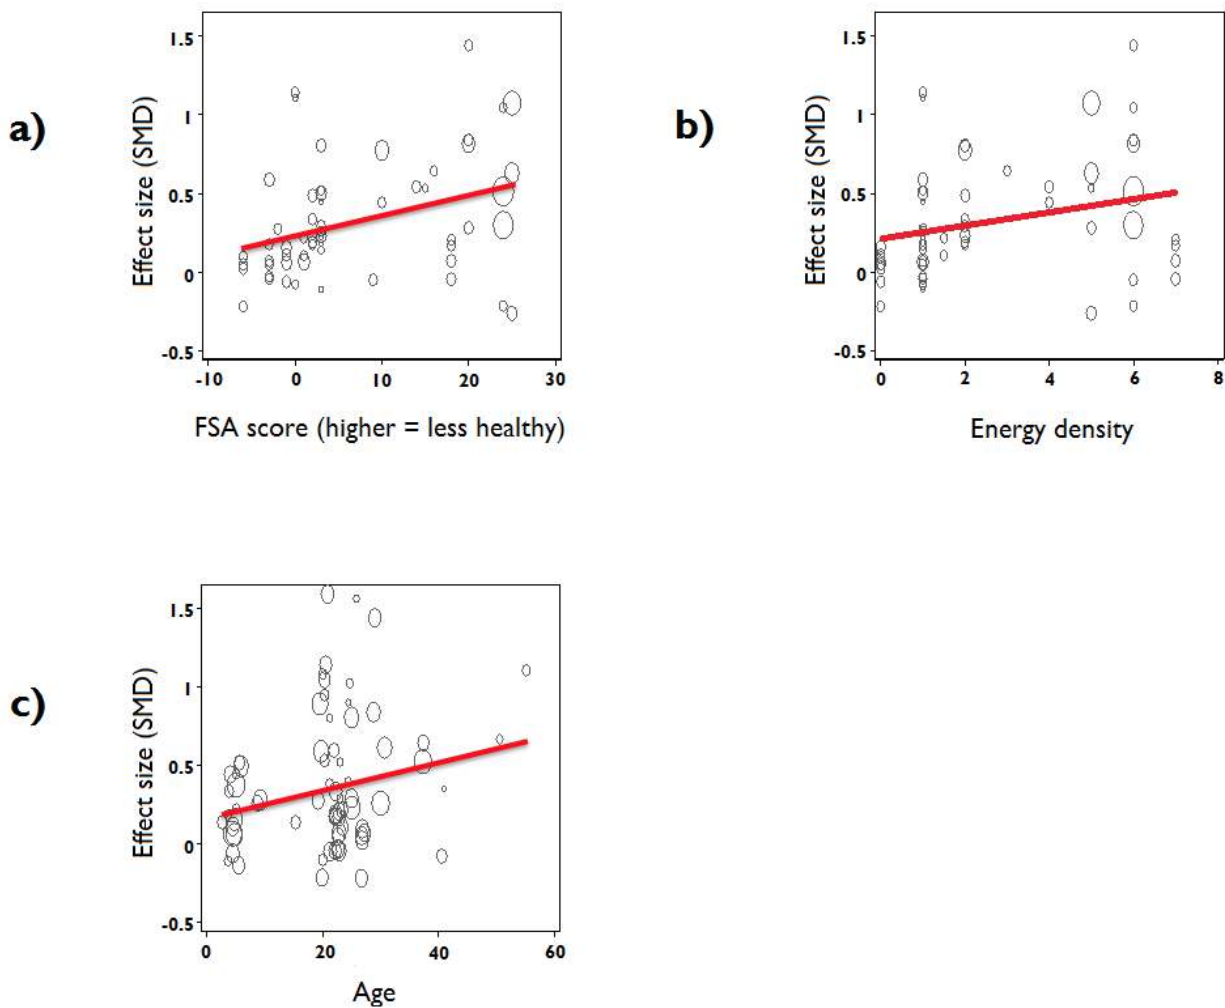 a)
Effect size (SMD)
1.5
1
0.5
0
-0.5
-10 0 10 20 30
FSA score (higher = less healthy)
b)
Effect size (SMD)
1.5
1
0.5
0
-0.5
0 2 4 6 8
Energy density
c)
Effect size (SMD)
1.5
1
0.5
0
-0.5
0 20 40 60
Age